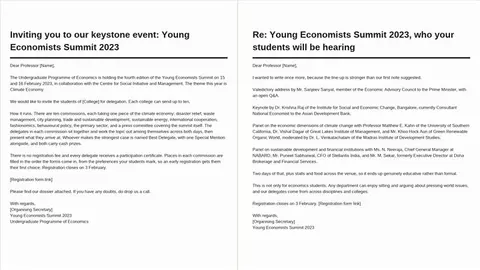 Inviting you to our keystone event: Young
Economists Summit 2023
Dear Professor [Name],
The Undergraduate Programme of Economics is holding the fourth edition of the Young Economists Summit on 15
and 16 February 2023, in collaboration with the Centre for Social Initiative and Management. The theme this year is
Climate Economy.
We would like to invite the students of [College] for delegation. Each college can send up to ten.
How it runs. There are ten commissions, each taking one piece of the climate economy: disaster relief, waste
management, city planning, trade and sustainable development, sustainable energy, international cooperation,
biotechnics, behavioural policy, the primary sector, and a press committee covering the summit itself. The
delegates in each commission sit together and work the topic out among themselves across both days, then
present what they arrive at. Whoever makes the strongest case is named Best Delegate, with one Special Mention
alongside, and both carry cash prizes.
There is no registration fee and every delegate receives a participation certificate. Places in each commission are
filled in the order the forms come in, from the preferences your students mark, so an early registration gets them
their first choice. Registration closes on 3 February.
[Registration form link]
Please find our dossier attached. If you have any doubts, do drop us a call.
With regards,
[Organising Secretary]
Young Economists Summit 2023
Undergraduate Programme of Economics
Re: Young Economists Summit 2023, who your
students will be hearing
Dear Professor [Name],
I wanted to write once more, because the line up is stronger than our first note suggested.
Valedictory address by Mr. Sanjeev Sanyal, member of the Economic Advisory Council to the Prime Minister, with
an open Q&A.
Keynote by Dr. Krishna Raj of the Institute for Social and Economic Change, Bangalore, currently Consultant
National Economist to the Asian Development Bank.
Panel on the economic dimensions of climate change with Professor Matthew E. Kahn of the University of Southern
California, Dr. Vishal Dagar of Great Lakes Institute of Management, and Mr. Khoo Hock Aun of Green Renewable
Organic World, moderated by Dr. L. Venkatachalam of the Madras Institute of Development Studies.
Panel on sustainable development and financial institutions with Ms. N. Neeraja, Chief General Manager at
NABARD, Mr. Puneet Sabhaiwal, CFO of Stellantis India, and Mr. M. Sekar, formerly Executive Director at Doha
Brokerage and Financial Services.
Two days of that, plus stalls and food across the venue, so it ends up genuinely educative rather than formal.
This is not only for economics students. Any department can enjoy sitting and arguing about pressing world issues,
and our delegates come from across disciplines and colleges.
Registration closes on 3 February. [Registration form link]
With regards,
[Organising Secretary]
Young Economists Summit 2023